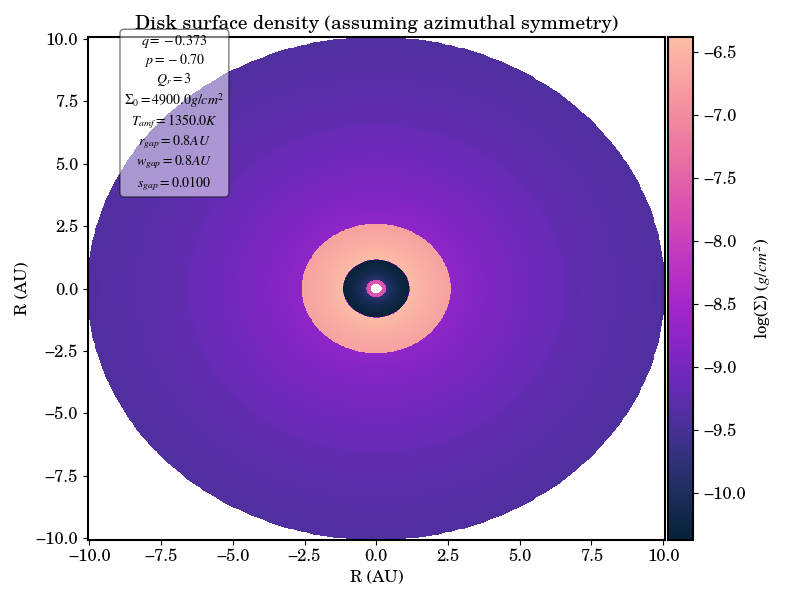 Disk surface density (assuming azimuthal symmetry)
q = −0.373
p = −0.70
Q_r = 3
Σ_0 = 4900.0g/cm^2
T_amf = 1350.0K
r_gap = 0.8AU
w_gap = 0.8AU
s_gap = 0.0100
10.0
7.5
5.0
2.5
0.0
−2.5
−5.0
−7.5
−10.0
R (AU)
−10.0 −7.5 −5.0 −2.5 0.0 2.5 5.0 7.5 10.0
R (AU)
−6.5
−7.0
−7.5
−8.0
−8.5
−9.0
−9.5
−10.0
log(Σ) (g/cm^2)